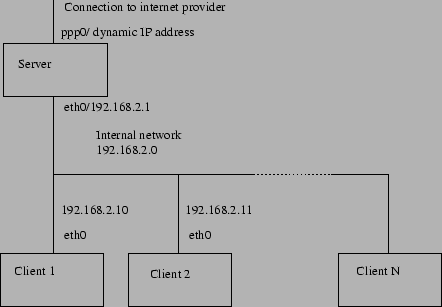 Connection to internet provider
ppp0/ dynamic IP address
Server
eth0/192.168.2.1
Internal network
192.168.2.0
192.168.2.10
192.168.2.11
eth0
eth0
Client 1
Client 2
Client N